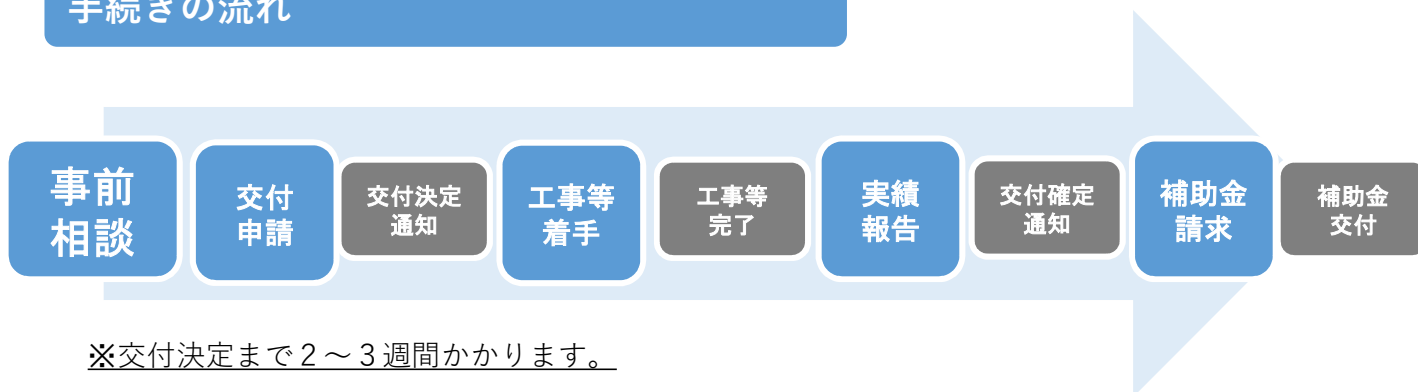 手続きの流れ
事前
相談
交付
申請
交付決定
通知
工事等
着手
工事等
完了
実績
報告
交付確定
通知
補助金
請求
補助金
交付
※交付決定まで２～３週間かかります。